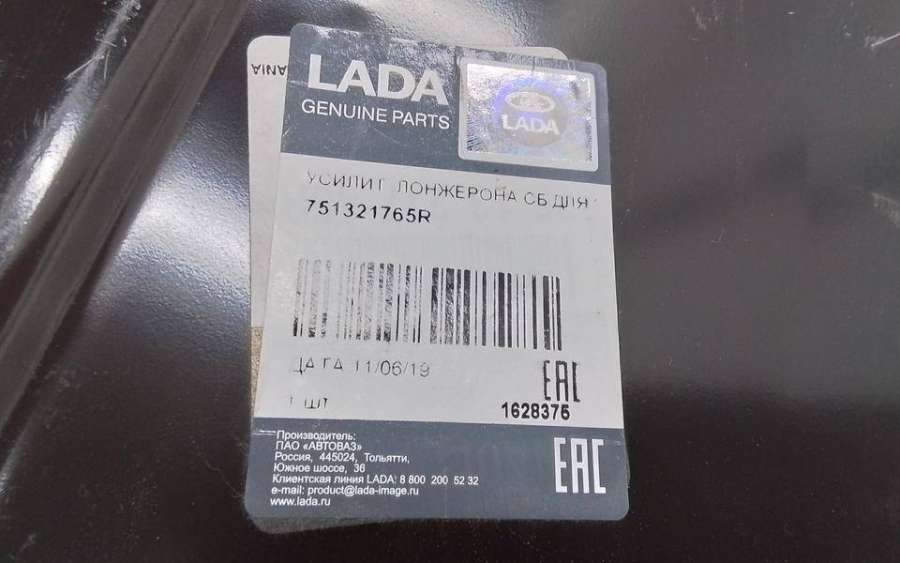 LADA
GENUINE PARTS
LADA
УСИЛИТ ЛОНЖЕРОНА СБ ДЛЯ
751321765R
ДАТА 11/06/19
1 ШТ
EAC
1628375
Производитель:
ПАО «АВТОВАЗ»
Россия, 445024, Тольятти,
Южное шоссе, 36
Клиентская линия LADA: 8 800 200 52 32
e-mail: product@lada-image.ru
www.lada.ru
EAC